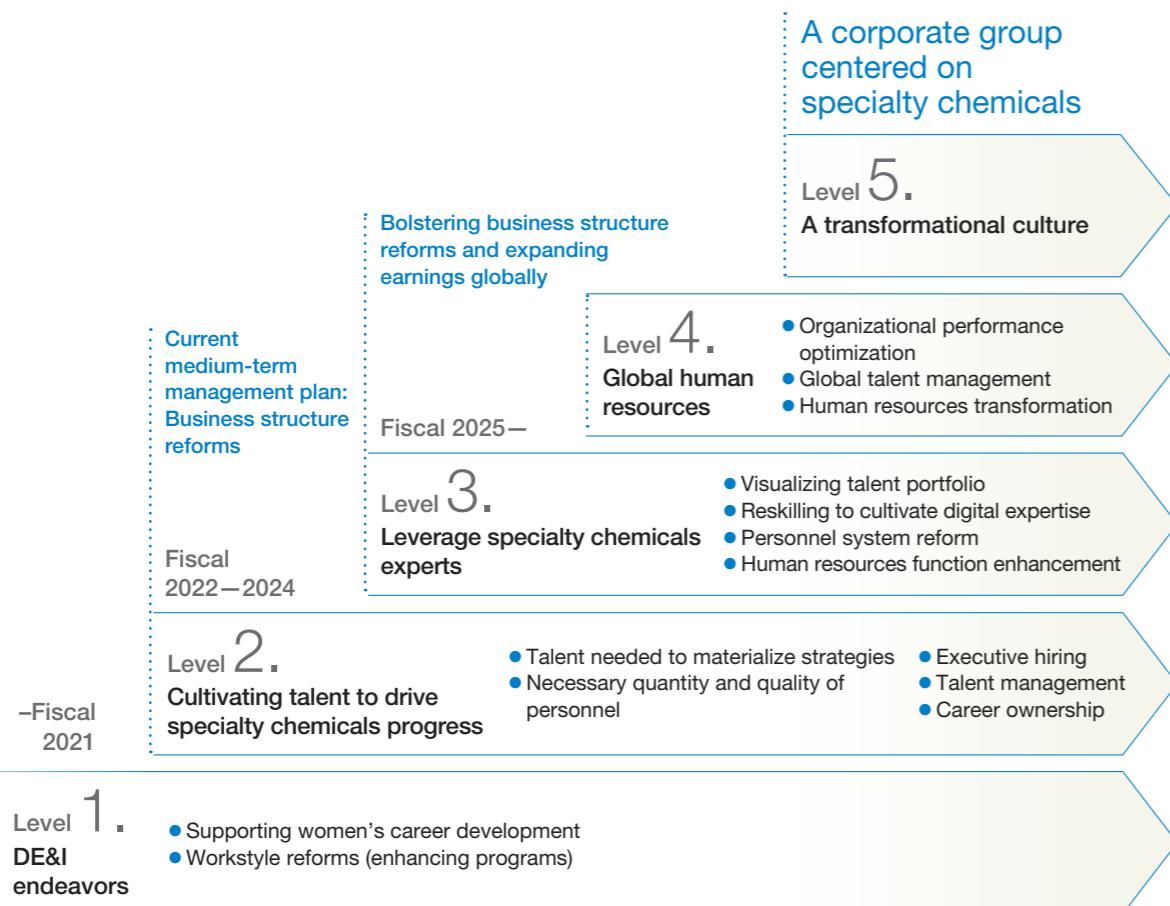 A corporate group
centered on
specialty chemicals
Level 5.
A transformational culture
Bolstering business structure
reforms and expanding
earnings globally
Fiscal 2025—
Level 4.
Global human
resources
● Organizational performance
optimization
● Global talent management
● Human resources transformation
Current
medium-term
management plan:
Business structure
reforms
Fiscal
2022—2024
Level 3.
Leverage specialty chemicals
experts
● Visualizing talent portfolio
● Reskilling to cultivate digital expertise
● Personnel system reform
● Human resources function enhancement
Level 2.
Cultivating talent to drive
specialty chemicals progress
● Talent needed to materialize strategies
● Necessary quantity and quality of
personnel
● Executive hiring
● Talent management
● Career ownership
–Fiscal
2021
Level 1.
DE&I
endeavors
● Supporting women’s career development
● Workstyle reforms (enhancing programs)